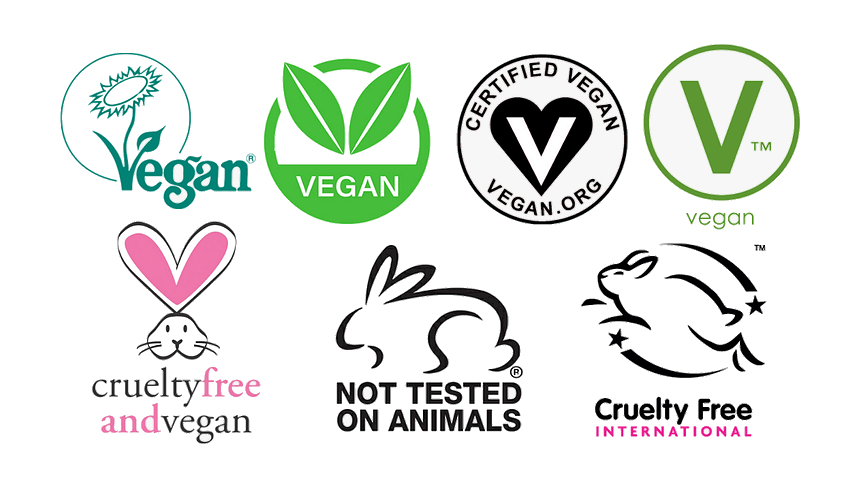 Vegan®
VEGAN
CERTIFIED VEGAN
V
VEGAN.ORG
V™
vegan
crueltyfree
andvegan
®
NOT TESTED
ON ANIMALS
™
Cruelty Free
INTERNATIONAL